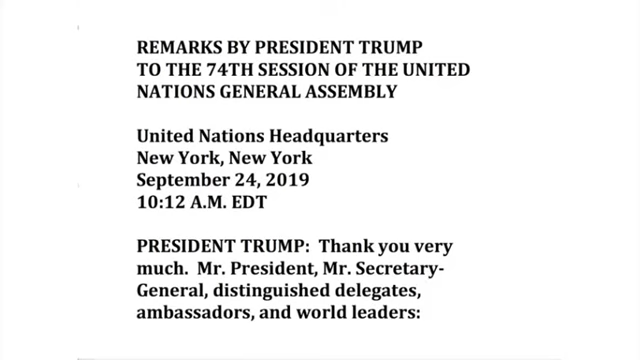 REMARKS BY PRESIDENT TRUMP
TO THE 74TH SESSION OF THE UNITED
NATIONS GENERAL ASSEMBLY
United Nations Headquarters
New York, New York
September 24, 2019
10:12 A.M. EDT
PRESIDENT TRUMP:  Thank you very
much.  Mr. President, Mr. Secretary-
General, distinguished delegates,
ambassadors, and world leaders: